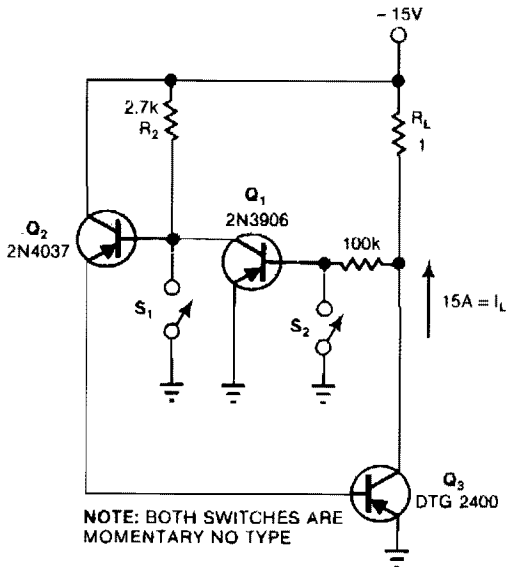 - 15V
2.7k
R2
RL
1
Q1
2N3906
Q2
2N4037
100k
S1
S2
15A = IL
Q3
DTG 2400
NOTE: BOTH SWITCHES ARE
MOMENTARY NO TYPE